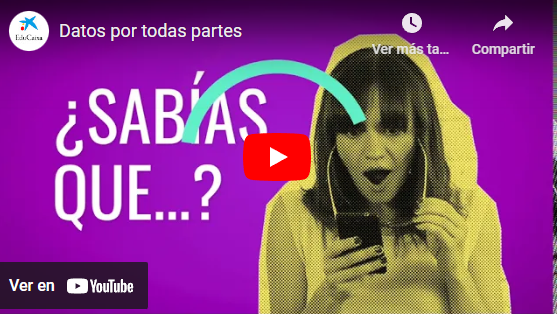 EduCaixa
Datos por todas partes
Ver más ta...
Compartir
¿SABÍAS
QUE...?
Ver en YouTube